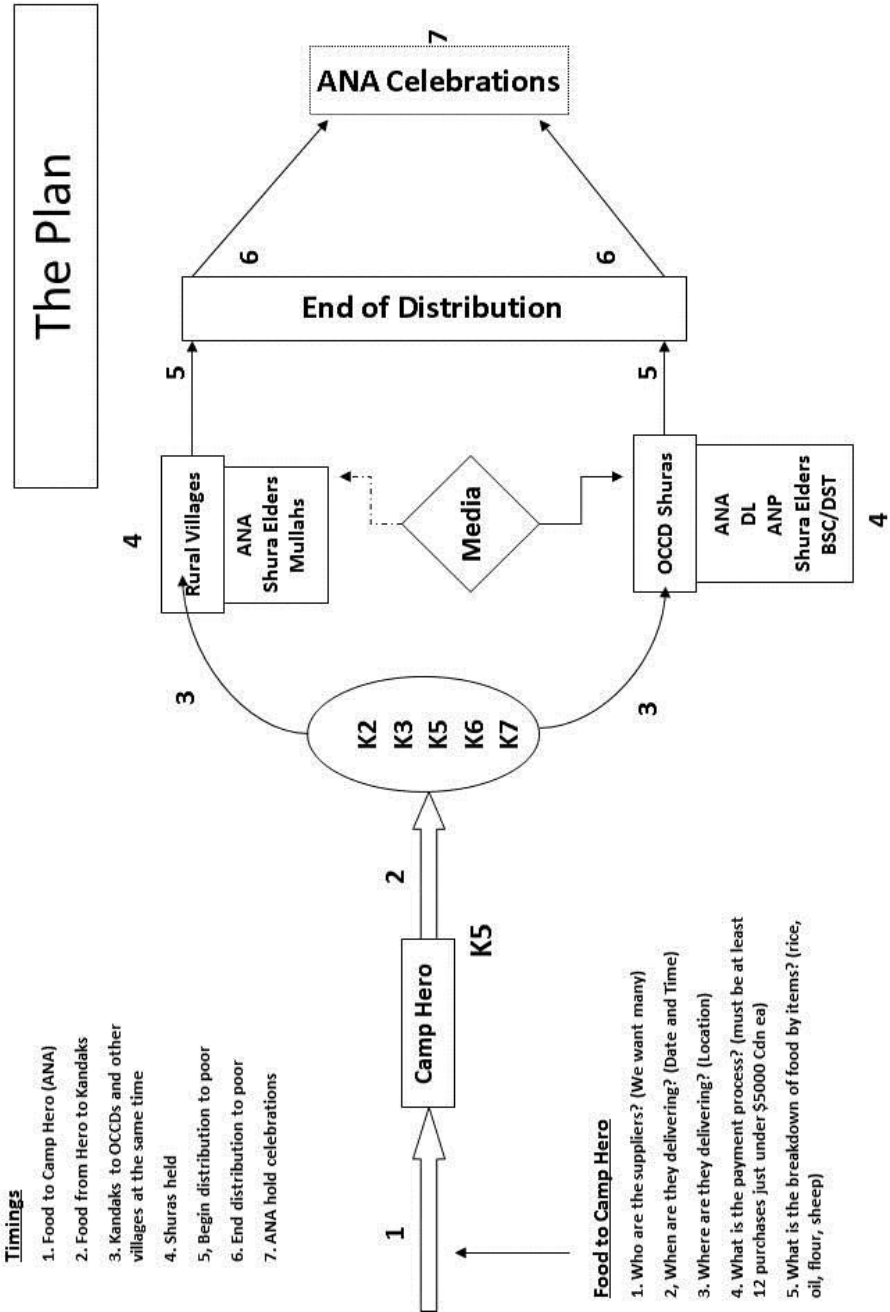 The Plan
Timings
1. Food to Camp Hero (ANA)
2. Food from Hero to Kandaks
3. Kandaks to OCCDs and other
villages at the same time
4. Shuras held
5, Begin distribution to poor
6. End distribution to poor
7. ANA hold celebrations
1
Camp Hero
K5
2
K2
K3
K5
K6
K7
3
3
4
Rural Villages
ANA
Shura Elders
Mullahs
Media
OCCD Shuras
ANA
DL
ANP
Shura Elders
BSC/DST
4
5
5
End of Distribution
6
6
ANA Celebrations
7
Food to Camp Hero
1. Who are the suppliers? (We want many)
2, When are they delivering? (Date and Time)
3. Where are they delivering? (Location)
4. What is the payment process? (must be at least
12 purchases just under $5000 Cdn ea)
5. What is the breakdown of food by items? (rice,
oil, flour, sheep)